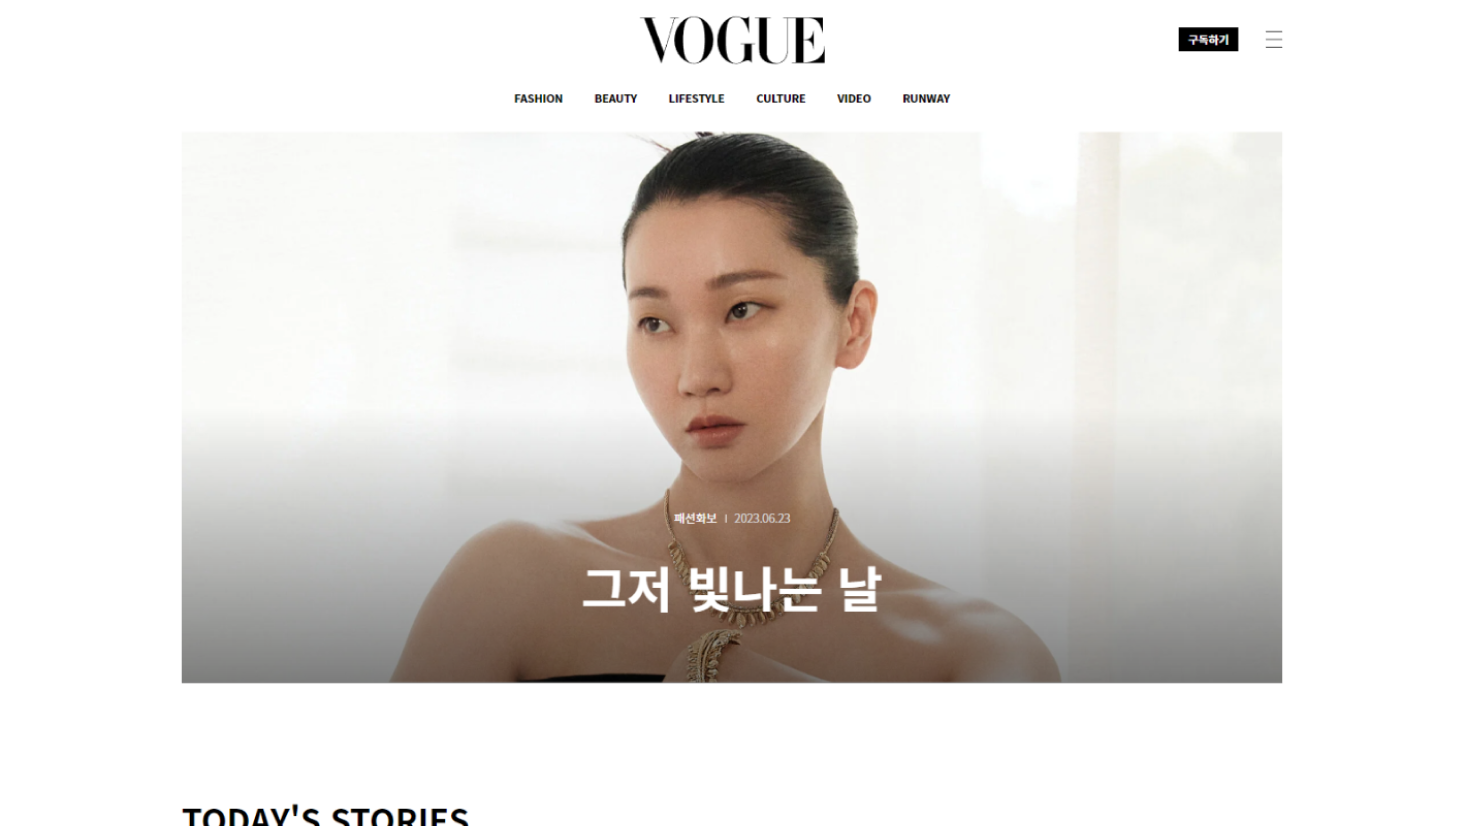 VOGUE
구독하기
FASHION BEAUTY LIFESTYLE CULTURE VIDEO RUNWAY
패션화보 | 2023.06.23
그저 빛나는 날
TODAY'S STORIES